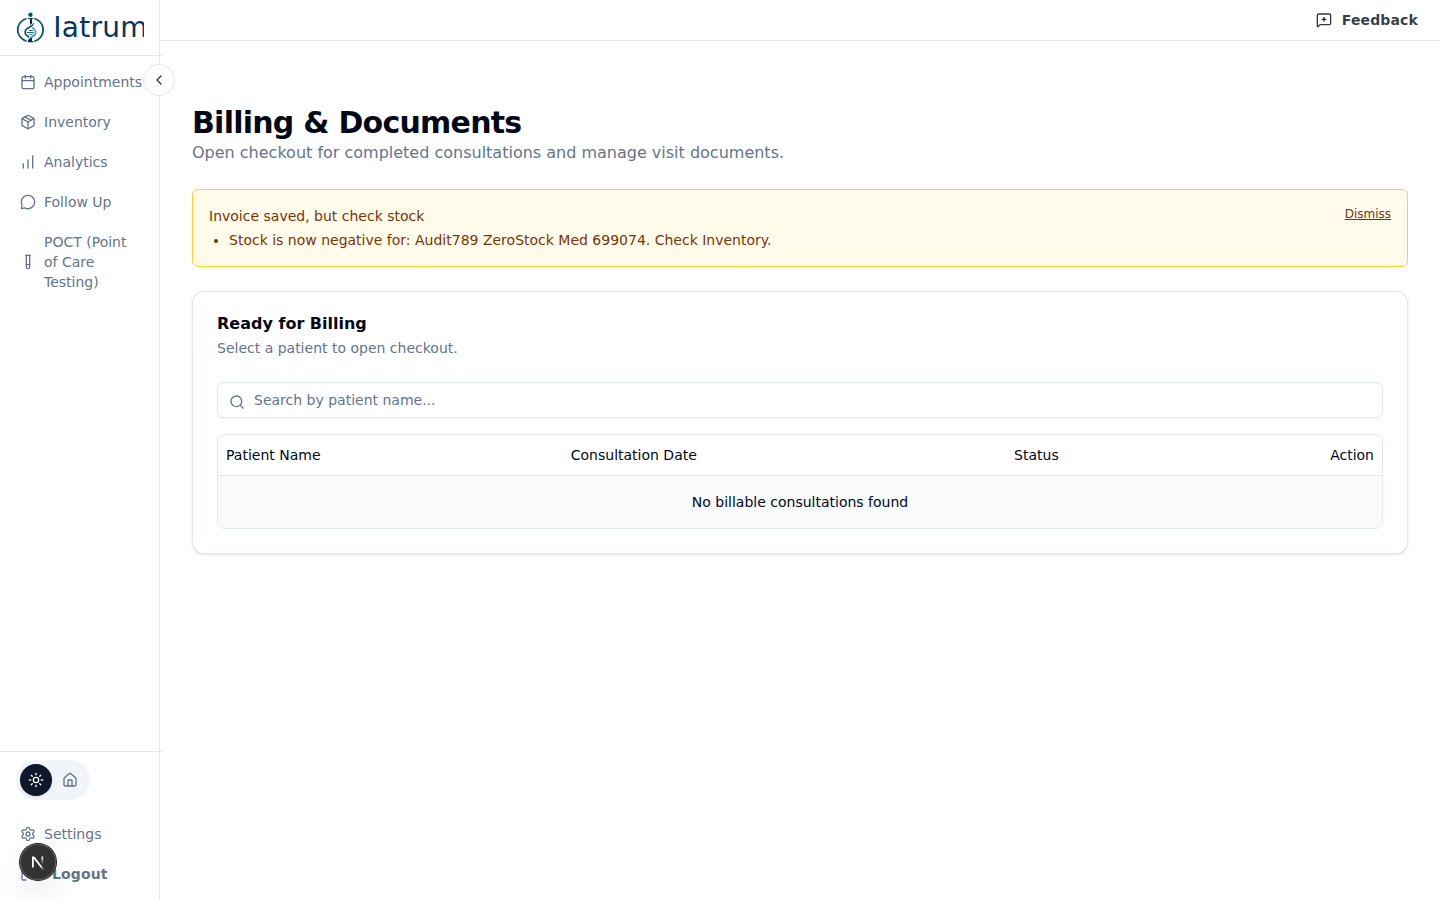 Iatrum
Feedback
Appointments
Inventory
Analytics
Follow Up
POCT (Point
of Care
Testing)
Billing & Documents
Open checkout for completed consultations and manage visit documents.
Invoice saved, but check stock
Dismiss
• Stock is now negative for: Audit789 ZeroStock Med 699074. Check Inventory.
Ready for Billing
Select a patient to open checkout.
Search by patient name...
Patient Name Consultation Date Status Action
No billable consultations found
Settings
N
Logout